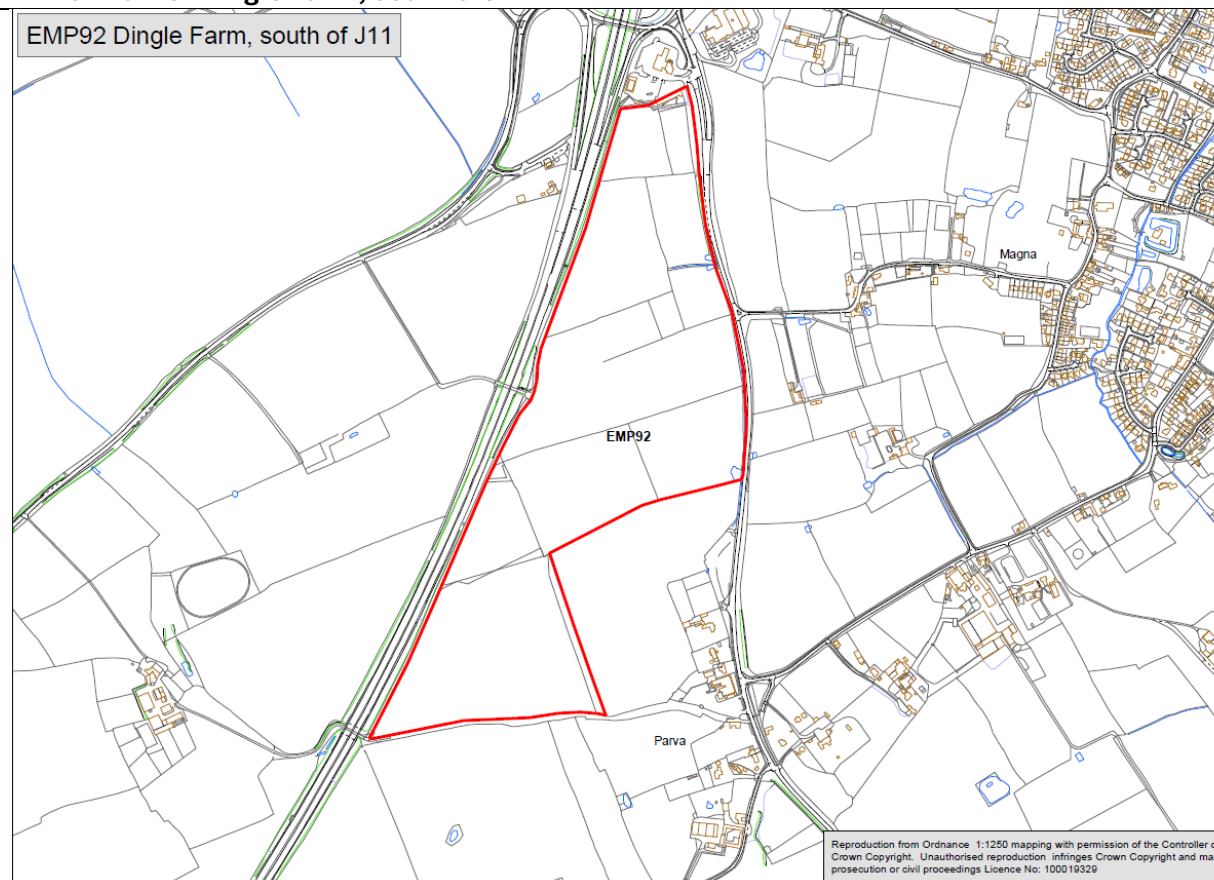 EMP92 Dingle Farm, south of J11
Magna
EMP92
Parva
Reproduction from Ordnance 1:1250 mapping with permission of the Controller
Crown Copyright. Unauthorised reproduction infringes Crown Copyright and
prosecution or civil proceedings Licence No: 100019329